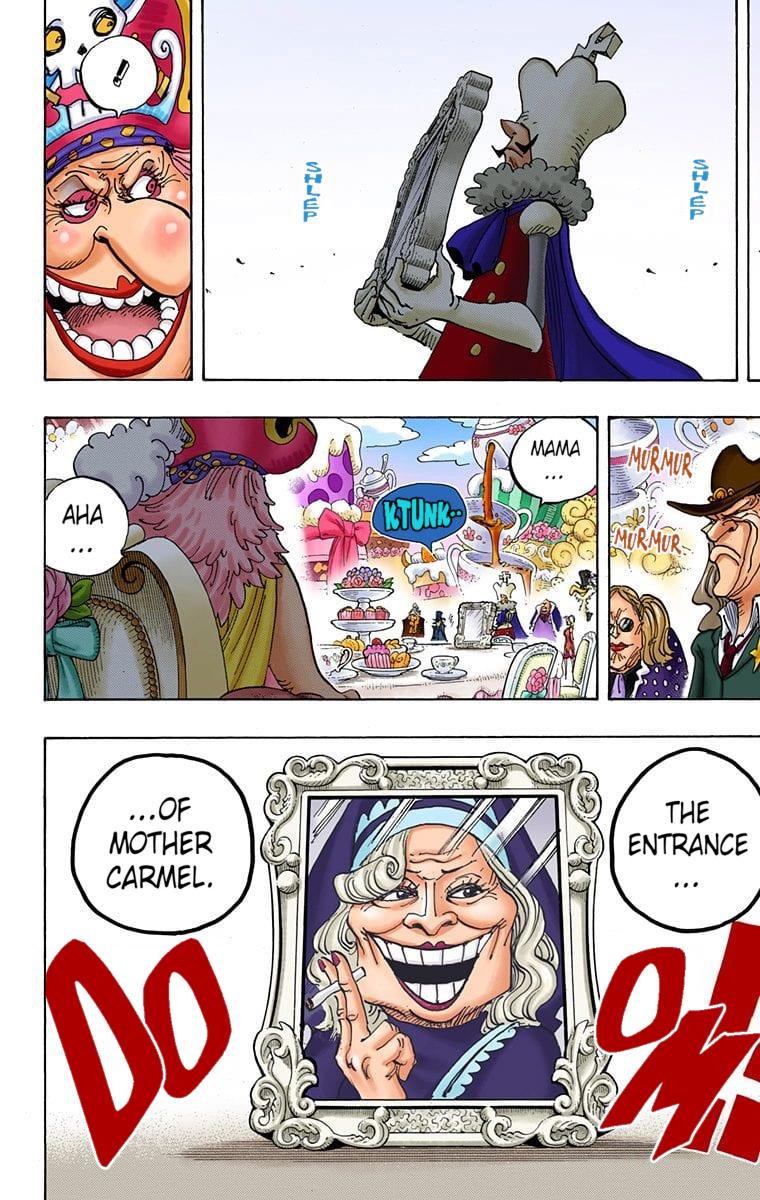 SHLEP
SHLEP
!
MURMUR
MURMUR
MAMA
...
KTUNK--
AHA
...
THE
ENTRANCE
...
...OF
MOTHER
CARMEL.
DO
OM!!